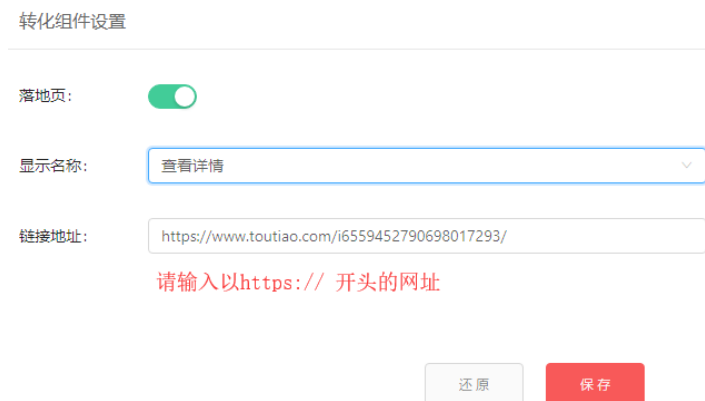 转化组件设置
落地页：
显示名称： 查看详情
链接地址： https://www.toutiao.com/i6559452790698017293/
请输入以https:// 开头的网址
还原 保存